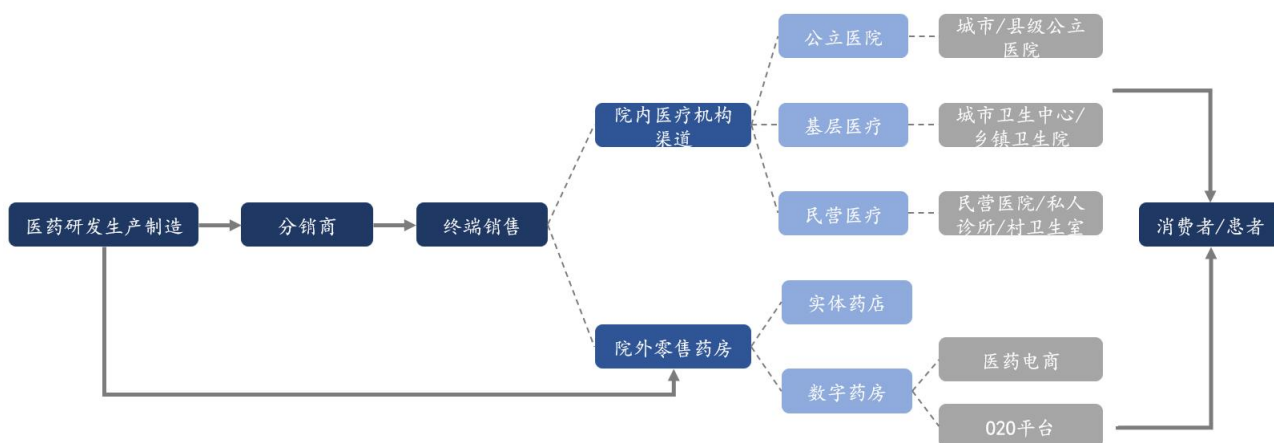 医药研发生产制造
分销商
终端销售
院内医疗机构
渠道
公立医院
城市/县级公立
医院
基层医疗
城市卫生中心/
乡镇卫生院
民营医疗
民营医院/私人
诊所/村卫生室
院外零售药房
实体药店
数字药房
医药电商
020平台
消费者/患者